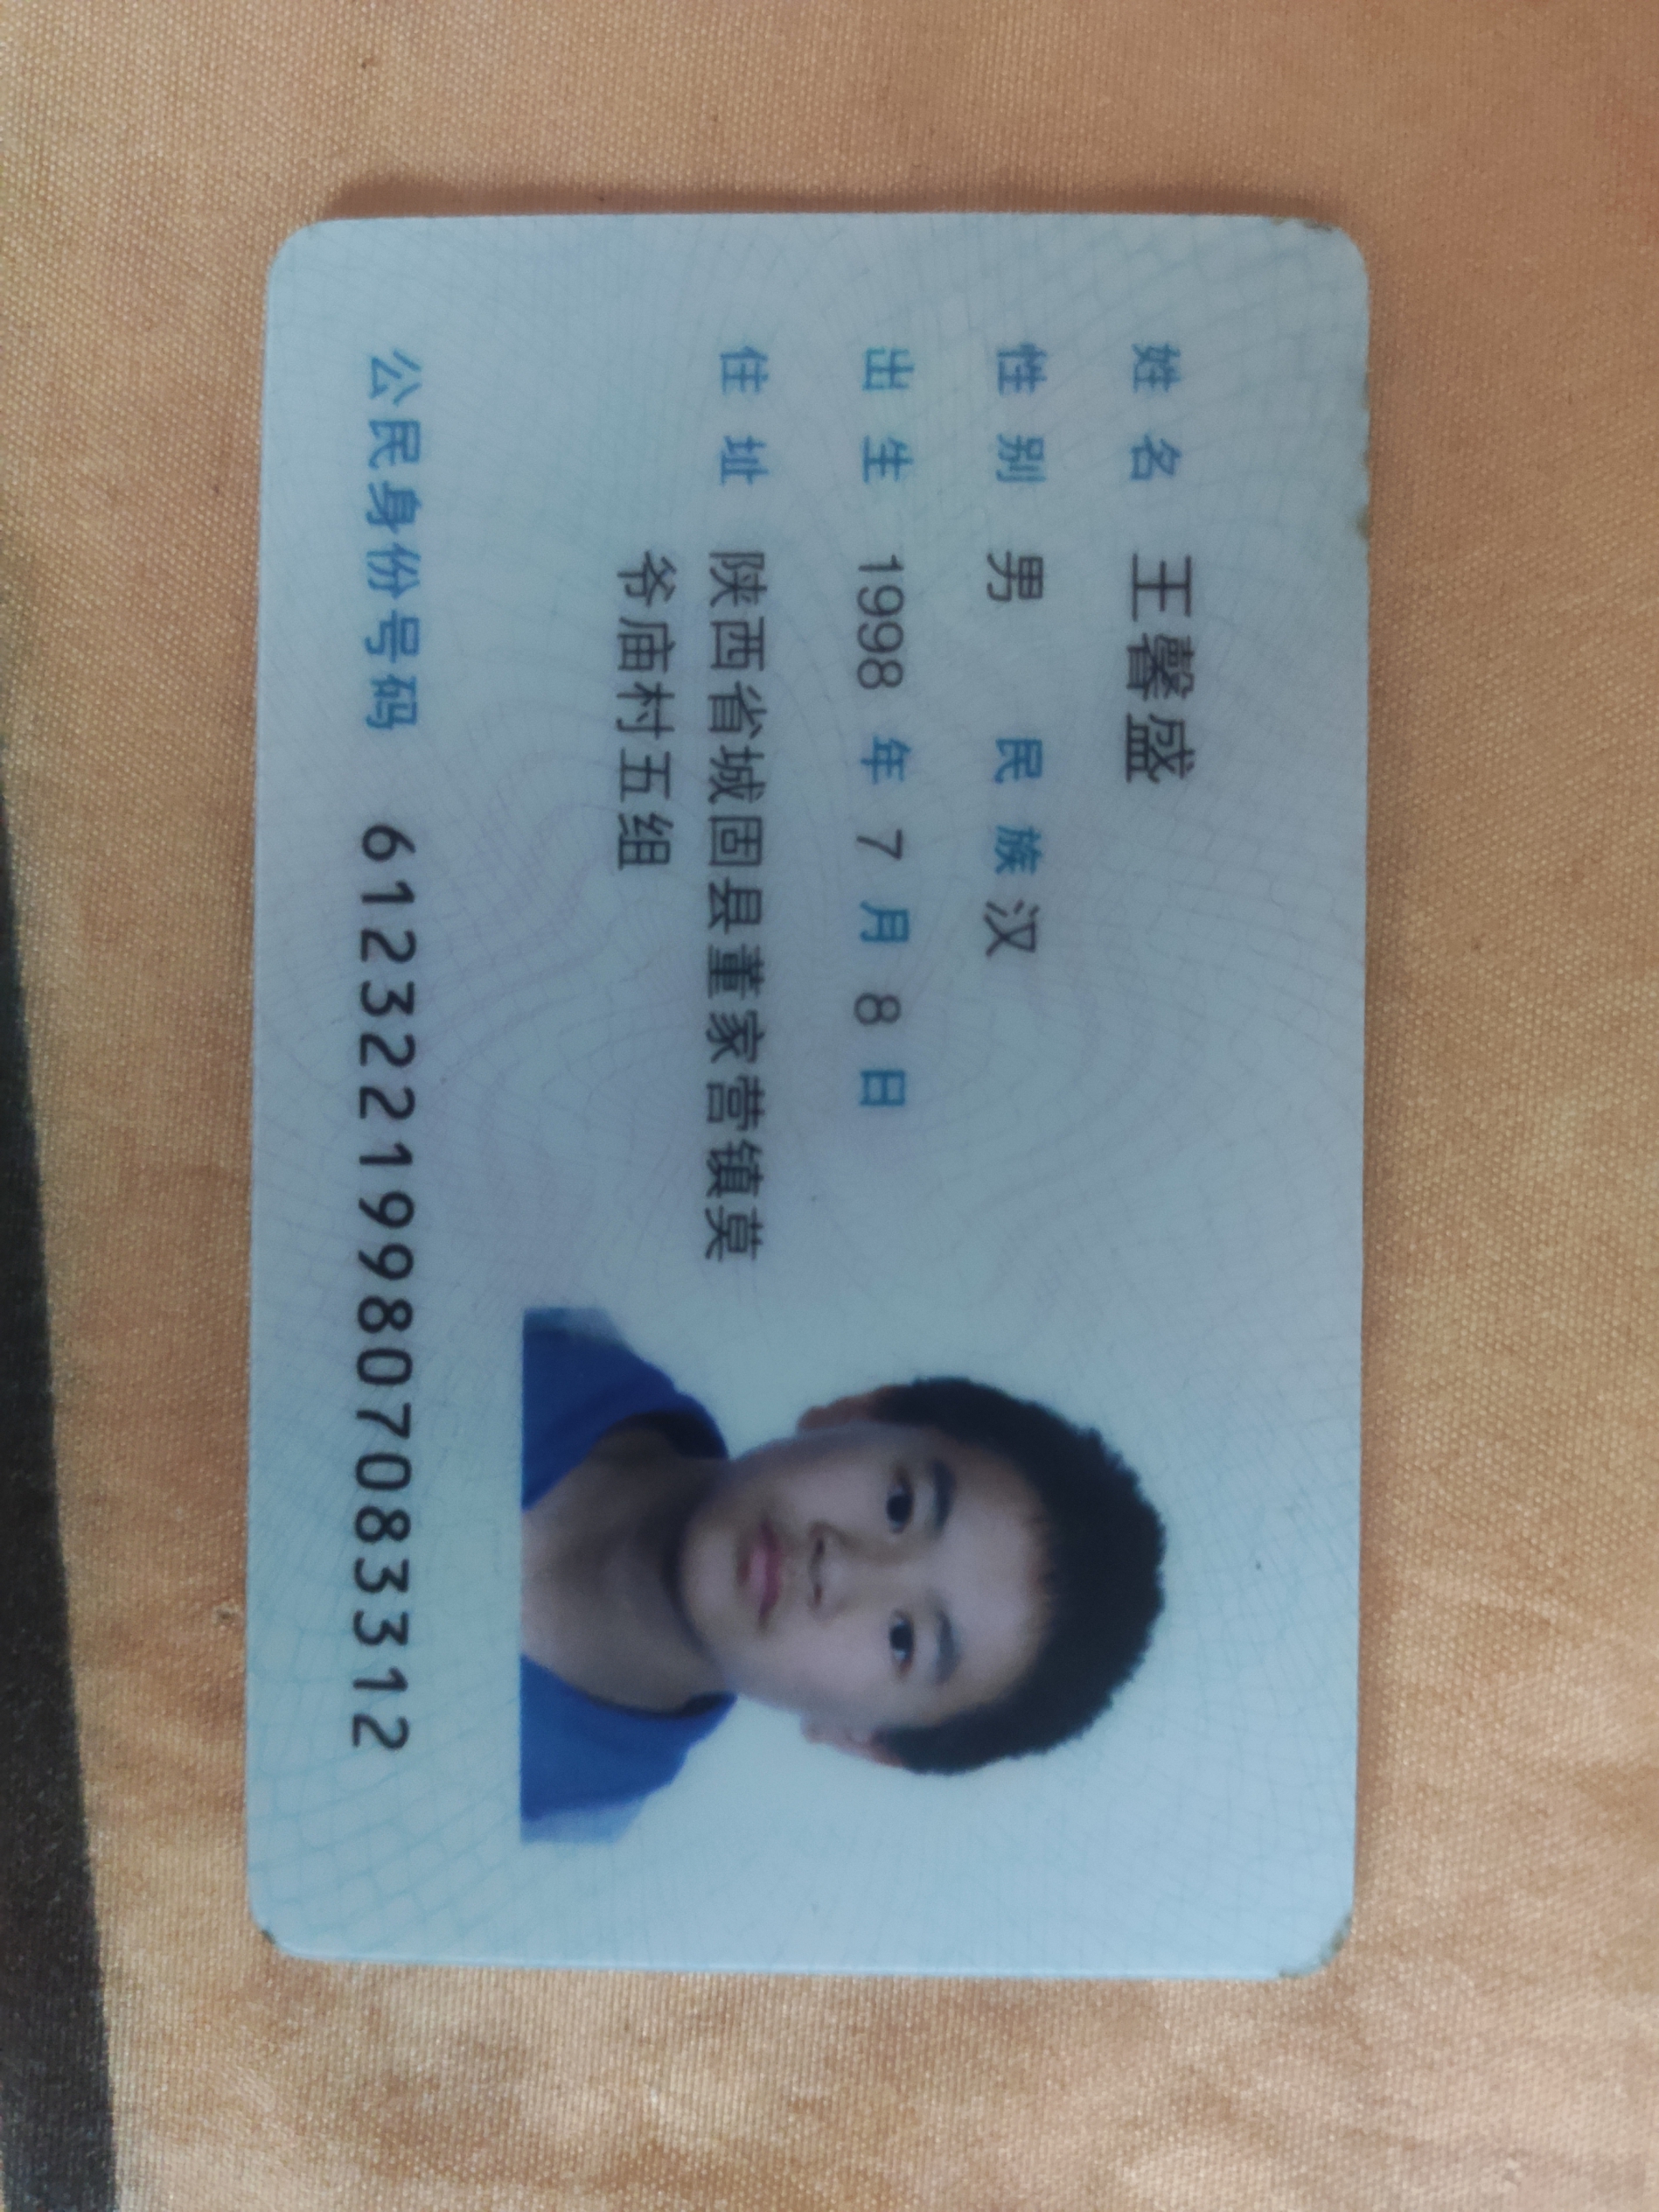 姓名 王馨盛
性别 男 民族 汉
出生 1998 年 7 月 8 日
住址 陕西省城固县董家营镇莫
爷庙村五组
公民身份号码 612322199807083312